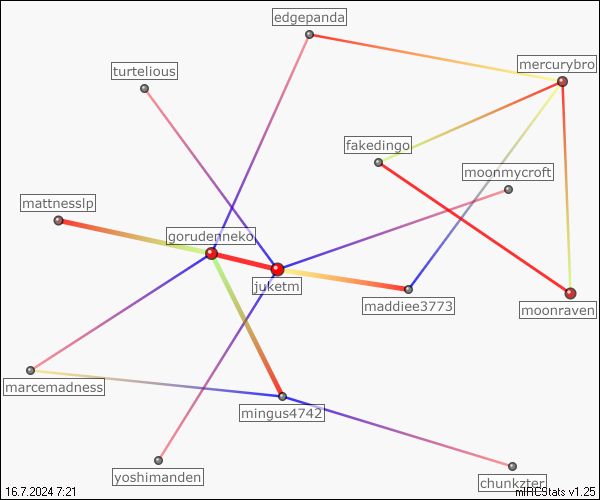 edgepanda
mercurybro
turtelious
fakedingo
moonmycroft
mattnesslp
gorudenneko
juketm
maddiee3773
moonraven
marcemadness
mingus4742
yoshimanden
chunkzter
16.7.2024 7:21
mIRCStats v1.25